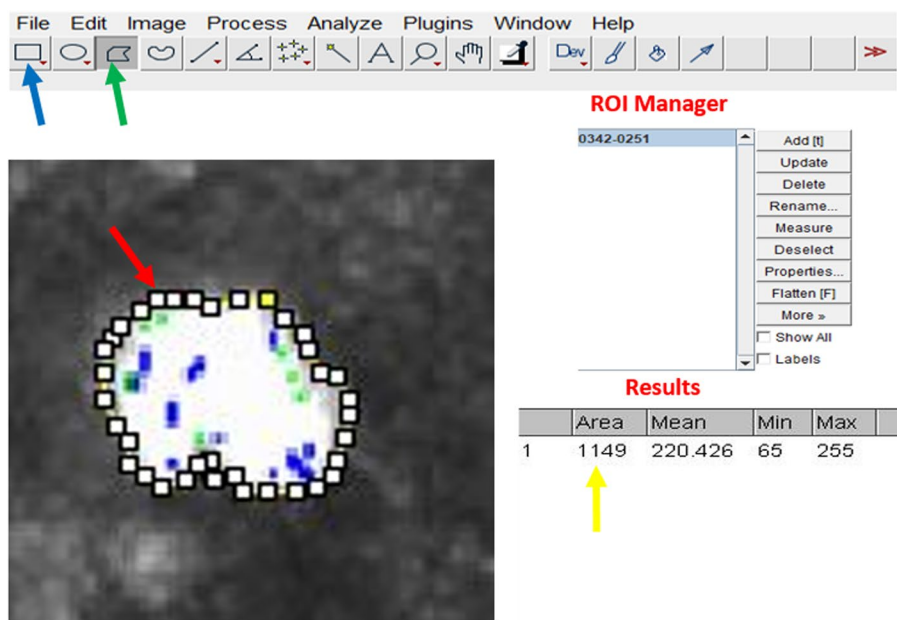 File Edit Image Process Analyze Plugins Window Help
A Dev ≫
ROI Manager
0342-0251
Add [t]
Update
Delete
Rename...
Measure
Deselect
Properties...
Flatten [F]
More »
Show All
Labels
Results
Area Mean Min Max
1 1149 220.426 65 255